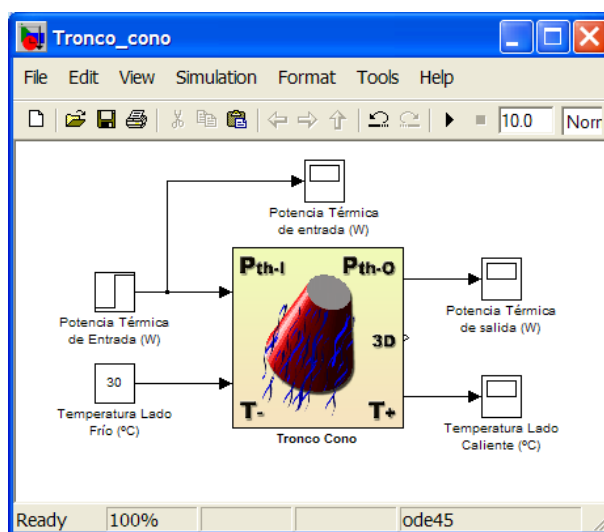 Tronco_cono
File Edit View Simulation Format Tools Help
10.0 Norr
Potencia Térmica
de entrada (W)
Pth-I Pth-O
Potencia Térmica
de Entrada (W)
Potencia Térmica
de salida (W)
3D
30
T- T+
Temperatura Lado
Frío (ºC)
Temperatura Lado
Caliente (ºC)
Tronco Cono
Ready 100% ode45